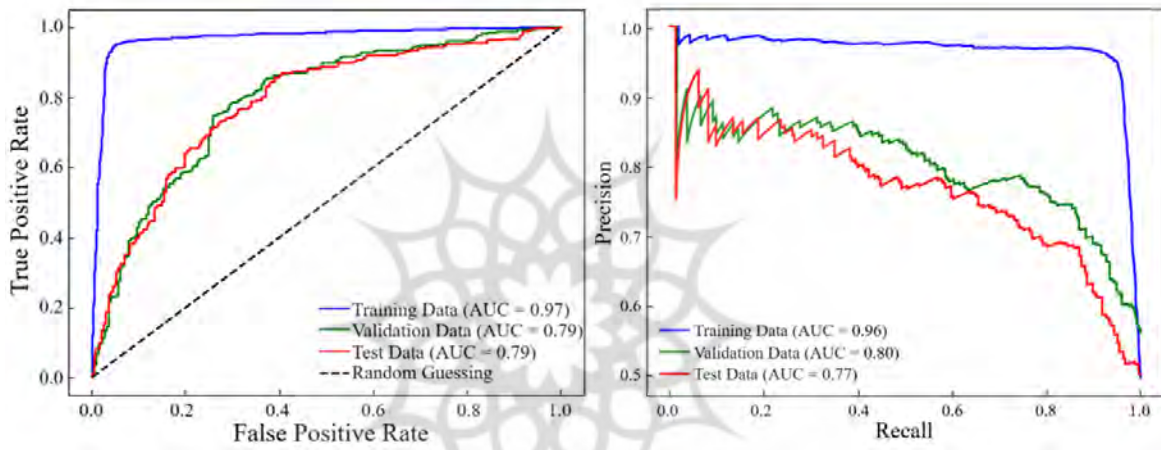 True Positive Rate
1.0
0.8
0.6
0.4
0.2
0.0
Training Data (AUC = 0.97)
Validation Data (AUC = 0.79)
Test Data (AUC = 0.79)
Random Guessing
0.0 0.2 0.4 0.6 0.8 1.0
False Positive Rate
Precision
1.0
0.9
0.8
0.7
0.6
0.5
Training Data (AUC = 0.96)
Validation Data (AUC = 0.80)
Test Data (AUC = 0.77)
0.0 0.2 0.4 0.6 0.8 1.0
Recall